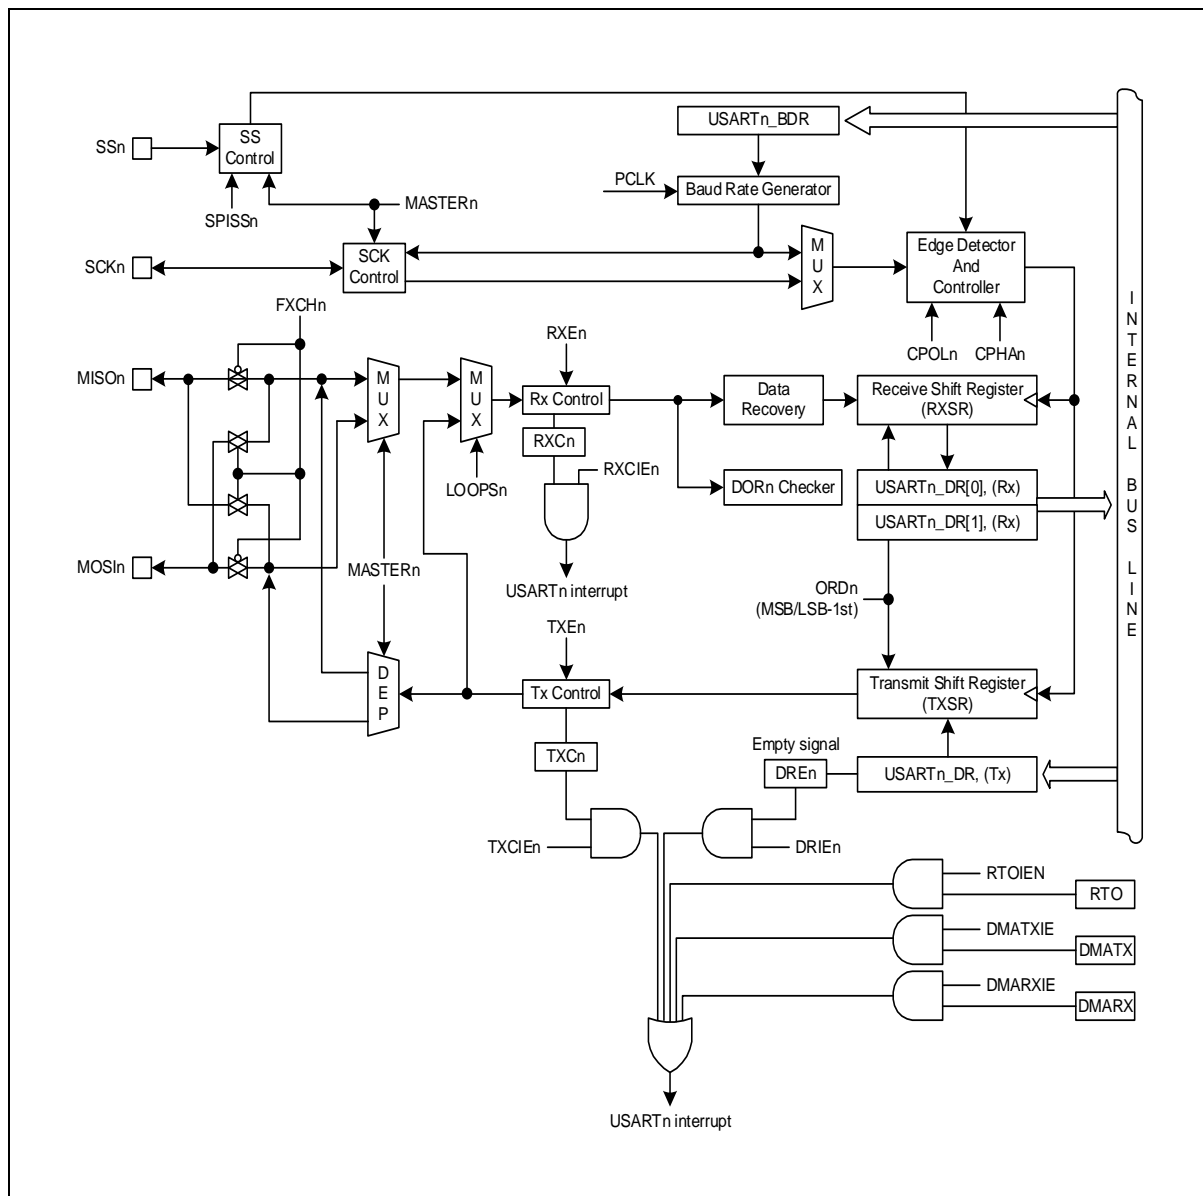 USARTn_BDR
SSn
SS
Control
PCLK
Baud Rate Generator
SPISSn
MASTERn
SCKn
SCK
Control
M
U
X
Edge Detector
And
Controller
FXCHn
CPOLn
CPHAn
RXEn
MISOn
M
U
X
M
U
X
Rx Control
Data
Recovery
Receive Shift Register
(RXSR)
RXCn
RXCIEn
LOOPSn
DORn Checker
USARTn_DR[0], (Rx)
USARTn_DR[1], (Rx)
MOSIn
MASTERn
USARTn interrupt
ORDn
(MSB/LSB-1st)
TXEn
D
E
P
Tx Control
Transmit Shift Register
(TXSR)
TXCn
Empty signal
DREn
USARTn_DR, (Tx)
TXCIEn
DRIEn
RTOIEN
RTO
DMATXIE
DMATX
DMARXIE
DMARX
USARTn interrupt
I
N
T
E
R
N
A
L
B
U
S
L
I
N
E